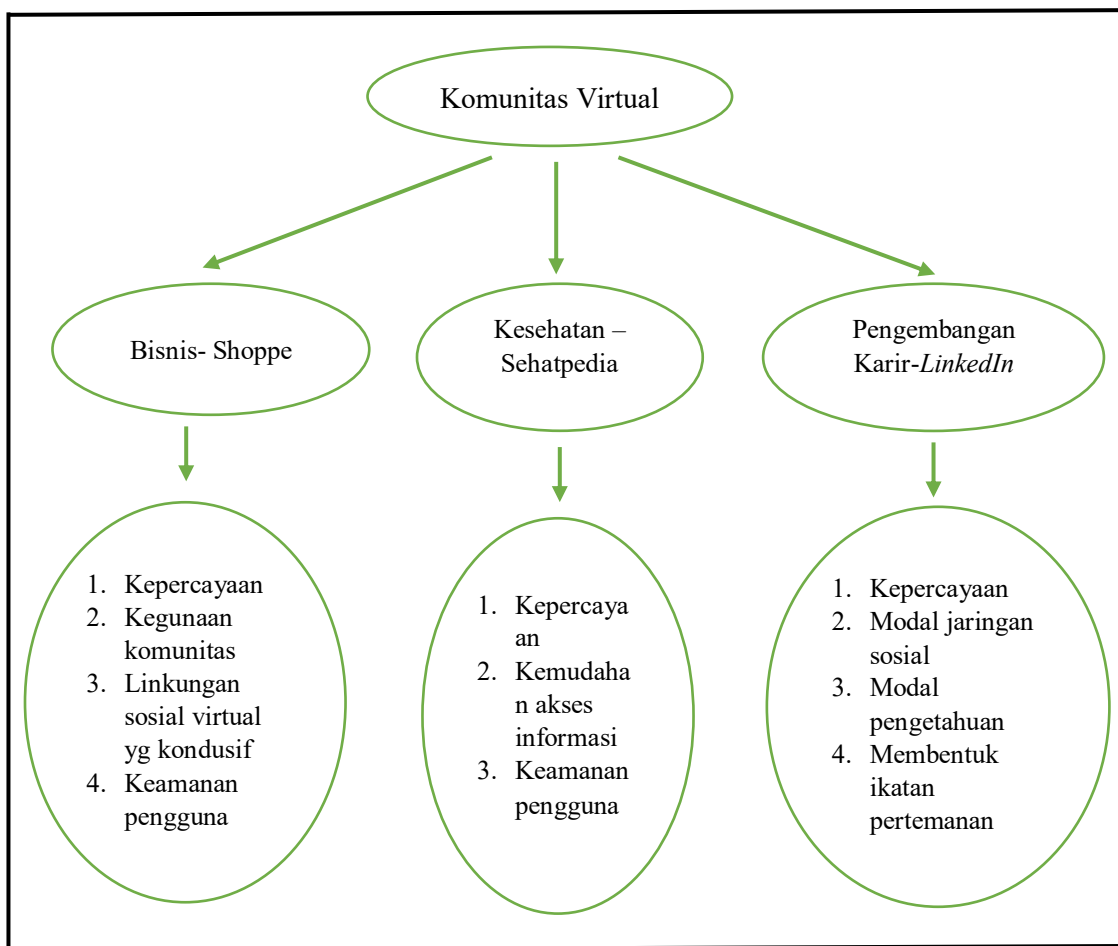 Komunitas Virtual
Bisnis- Shoppe
Kesehatan –
Sehatpedia
Pengembangan
Karir-LinkedIn
1. Kepercayaan
2. Kegunaan
komunitas
3. Linkungan
sosial virtual
yg kondusif
4. Keamanan
pengguna
1. Kepercaya
an
2. Kemudaha
n akses
informasi
3. Keamanan
pengguna
1. Kepercayaan
2. Modal jaringan
sosial
3. Modal
pengetahuan
4. Membentuk
ikatan
pertemanan